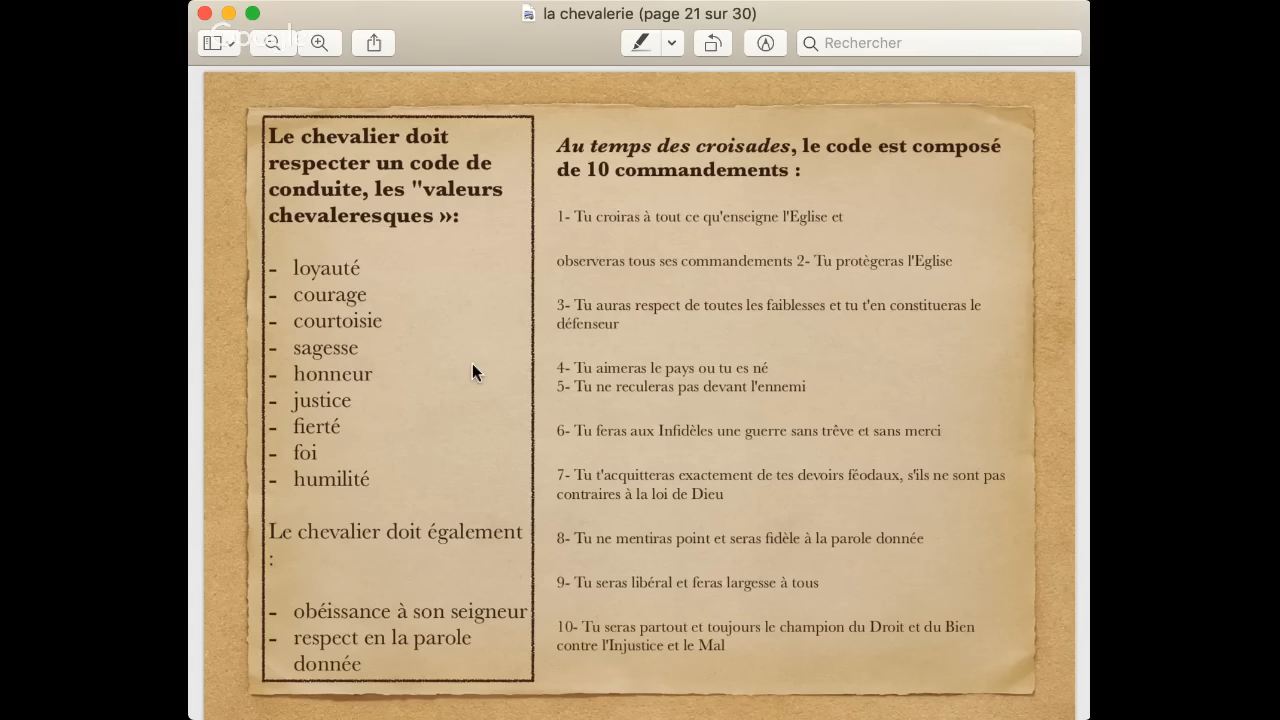 la chevalerie (page 21 sur 30)
Google
Rechercher
Le chevalier doit
respecter un code de
conduite, les "valeurs
chevaleresques »:
- loyauté
- courage
- courtoisie
- sagesse
- honneur
- justice
- fierté
- foi
- humilité
Le chevalier doit également
:
- obéissance à son seigneur
- respect en la parole
donnée
Au temps des croisades, le code est composé
de 10 commandements :
1- Tu croiras à tout ce qu'enseigne l'Eglise et
observeras tous ses commandements 2- Tu protègeras l'Eglise
3- Tu auras respect de toutes les faiblesses et tu t'en constitueras le
défenseur
4- Tu aimeras le pays ou tu es né
5- Tu ne reculeras pas devant l'ennemi
6- Tu feras aux Infidèles une guerre sans trêve et sans merci
7- Tu t'acquitteras exactement de tes devoirs féodaux, s'ils ne sont pas
contraires à la loi de Dieu
8- Tu ne mentiras point et seras fidèle à la parole donnée
9- Tu seras libéral et feras largesse à tous
10- Tu seras partout et toujours le champion du Droit et du Bien
contre l'Injustice et le Mal